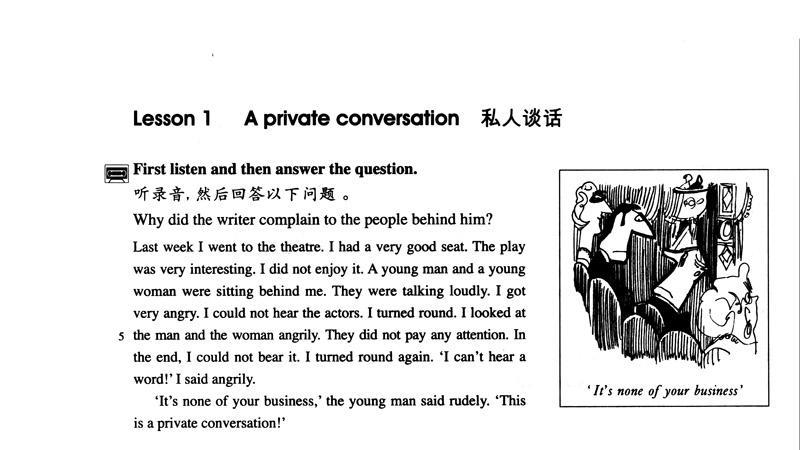 Lesson 1 A private conversation 私人谈话
First listen and then answer the question.
听录音,然后回答以下问题。
Why did the writer complain to the people behind him?
Last week I went to the theatre. I had a very good seat. The play
was very interesting. I did not enjoy it. A young man and a young
woman were sitting behind me. They were talking loudly. I got
very angry. I could not hear the actors. I turned round. I looked at
5 the man and the woman angrily. They did not pay any attention. In
the end, I could not bear it. I turned round again. ‘I can’t hear a
word!’ I said angrily.
‘It’s none of your business,’ the young man said rudely. ‘This
is a private conversation!’
‘It’s none of your business’